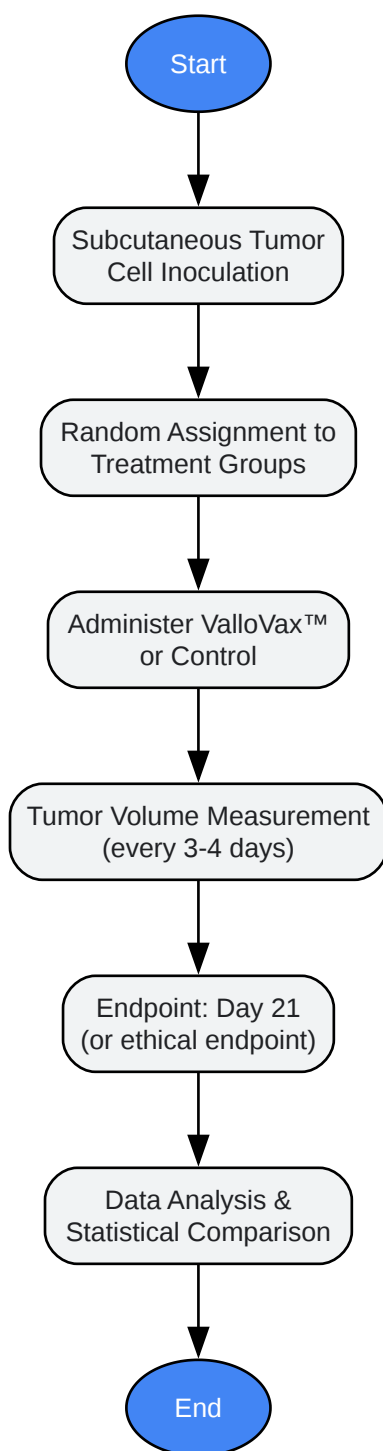 Start
Subcutaneous Tumor
Cell Inoculation
Random Assignment to
Treatment Groups
Administer ValloVax™
or Control
Tumor Volume Measurement
(every 3-4 days)
Endpoint: Day 21
(or ethical endpoint)
Data Analysis &
Statistical Comparison
End